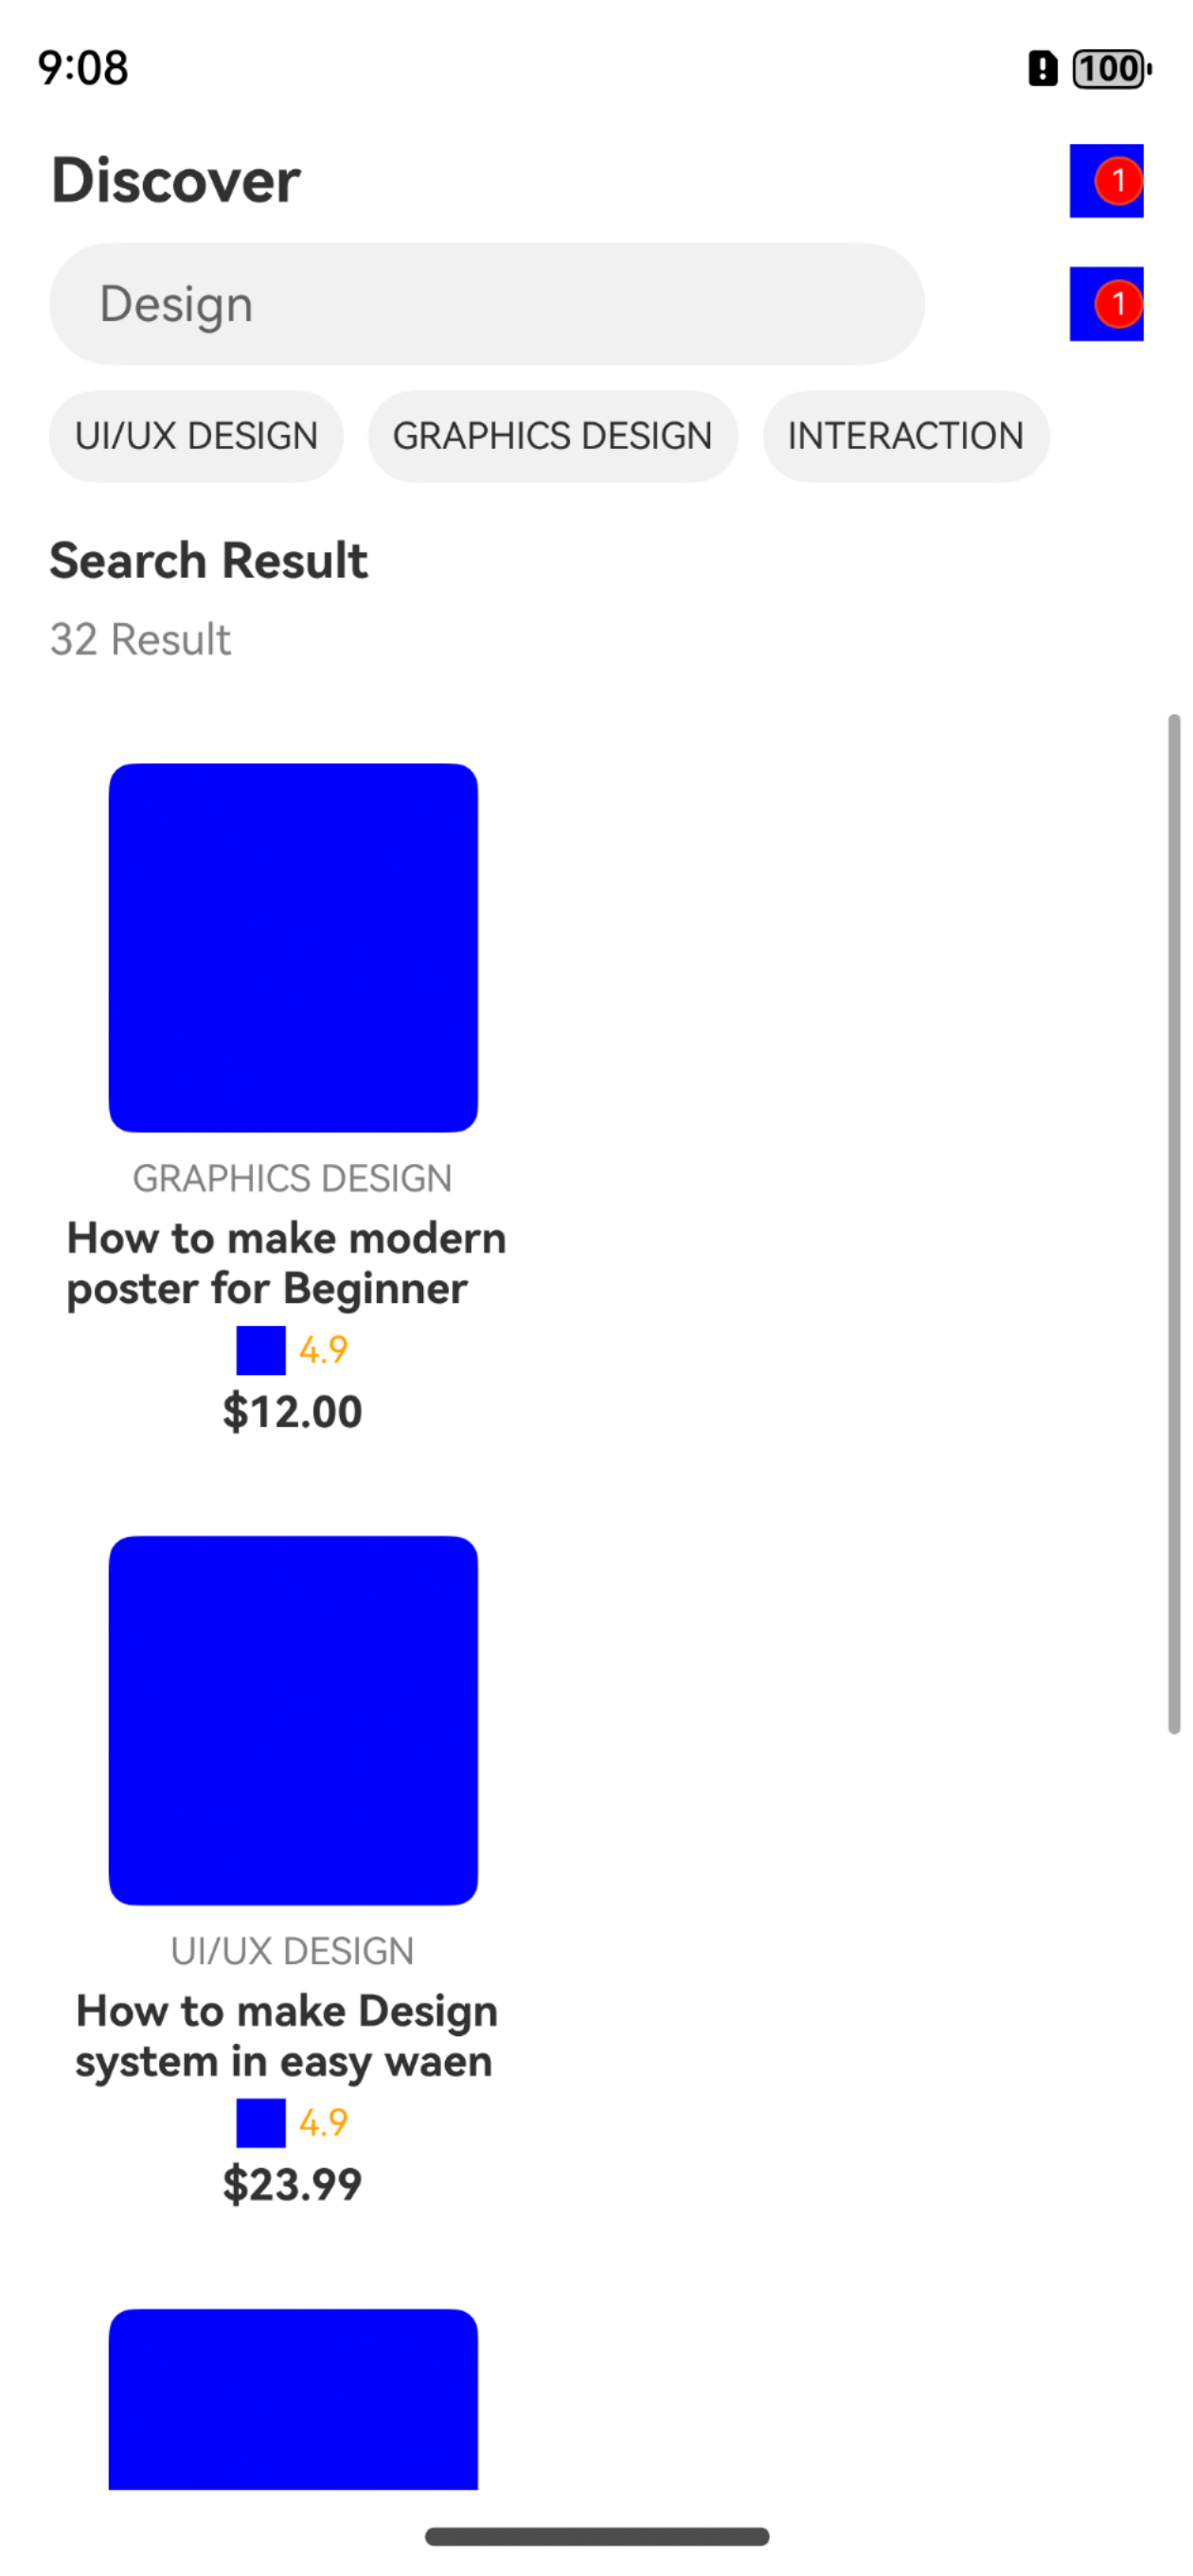 9:08
100
Discover
1
Design
1
UI/UX DESIGN
GRAPHICS DESIGN
INTERACTION
Search Result
32 Result
GRAPHICS DESIGN
How to make modern
poster for Beginner
4.9
$12.00
UI/UX DESIGN
How to make Design
system in easy waen
4.9
$23.99